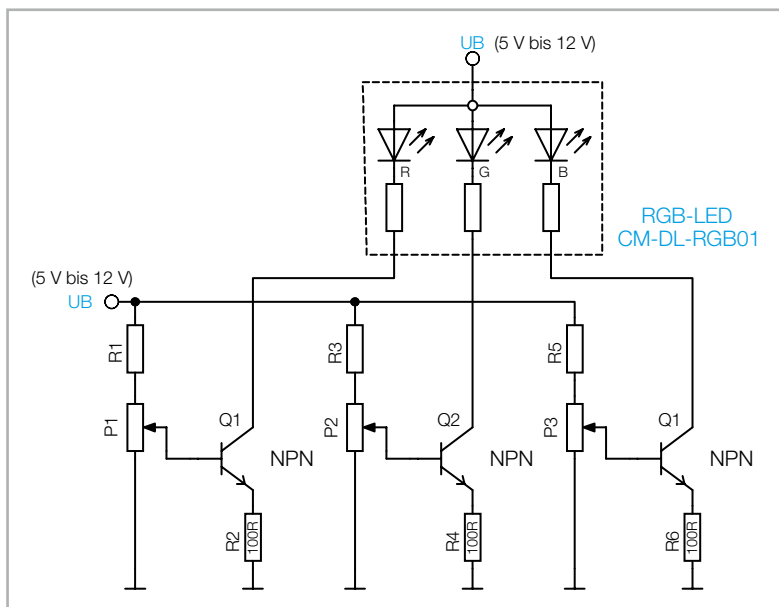 UB (5 V bis 12 V)
R
G
B
RGB-LED
CM-DL-RGB01
(5 V bis 12 V)
UB
R1
R3
R5
P1
Q1
P2
Q2
P3
Q1
NPN
NPN
NPN
R2
100R
R4
100R
R6
100R